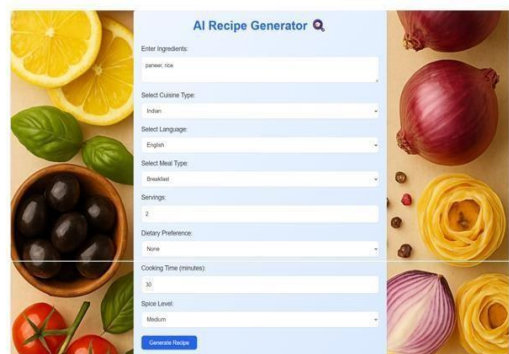 AI Recipe Generator
Enter Ingredients:
paneer, rice
Select Cuisine Type:
Indian
Select Language:
English
Select Meal Type:
Breakfast
Servings:
2
Dietary Preference:
None
Cooking Time (minutes):
30
Spice Level:
Medium
Generate Recipe